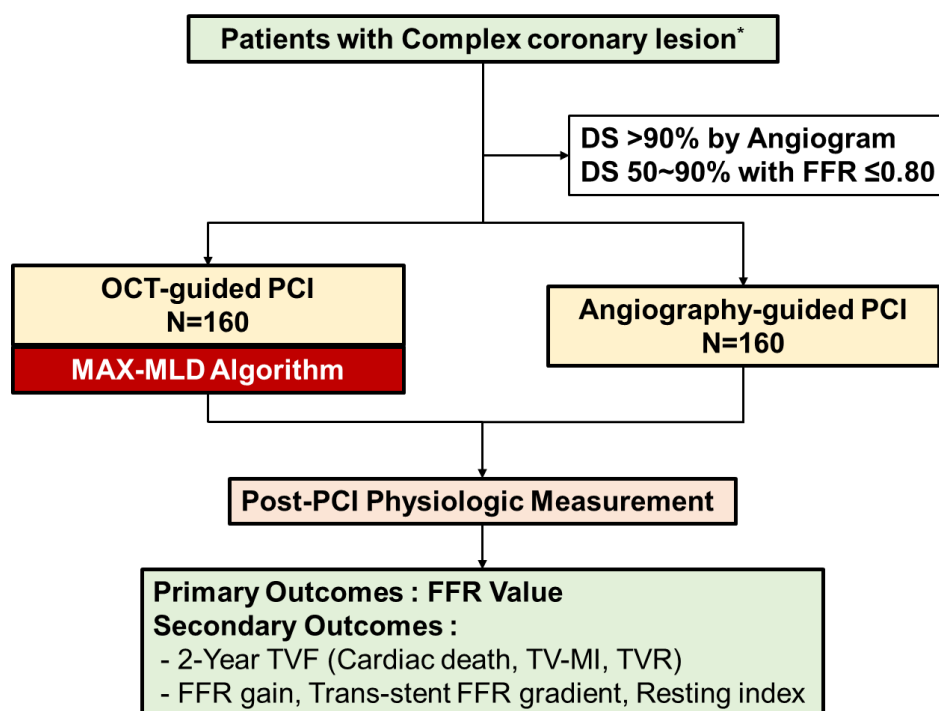 Patients with Complex coronary lesion*
DS >90% by Angiogram
DS 50~90% with FFR ≤0.80
OCT-guided PCI
N=160
MAX-MLD Algorithm
Angiography-guided PCI
N=160
Post-PCI Physiologic Measurement
Primary Outcomes : FFR Value
Secondary Outcomes :
- 2-Year TVF (Cardiac death, TV-MI, TVR)
- FFR gain, Trans-stent FFR gradient, Resting index